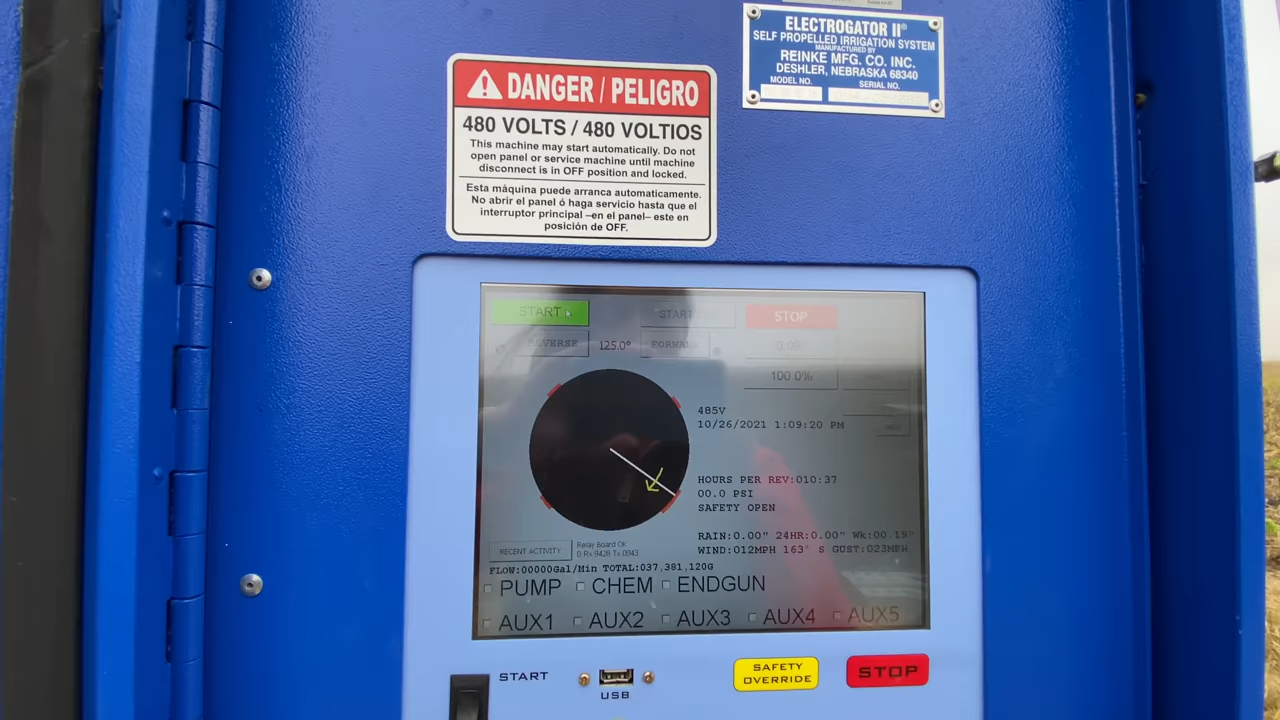 ELECTROGATOR II®
SELF PROPELLED IRRIGATION SYSTEM
MANUFACTURED BY
REINKE MFG. CO. INC.
DESHLER, NEBRASKA 68340
MODEL NO. SERIAL NO.
DANGER / PELIGRO
480 VOLTS / 480 VOLTIOS
This machine may start automatically. Do not
open panel or service machine until machine
disconnect is in OFF position and locked.
Esta máquina puede arranca automaticamente.
No abrir el panel ó haga servicio hasta que el
interruptor principal –en el panel– este en
posición de OFF.
START START STOP
REVERSE 125.0° FORWARD
100.0%
485V
10/26/2021 1:09:20 PM
HOURS PER REV:010:37
00.0 PSI
SAFETY OPEN
RAIN:0.00" 24HR:0.00" Wk:00.19"
WIND:012MPH 163° S GUST:023MPH
RECENT ACTIVITY
Relay Board Ok
0 Rx 9428 Tx 0943
FLOW:00000Gal/Min TOTAL:037,381,120G
PUMP CHEM ENDGUN
AUX1 AUX2 AUX3 AUX4 AUX5
START
USB
SAFETY
OVERRIDE
STOP